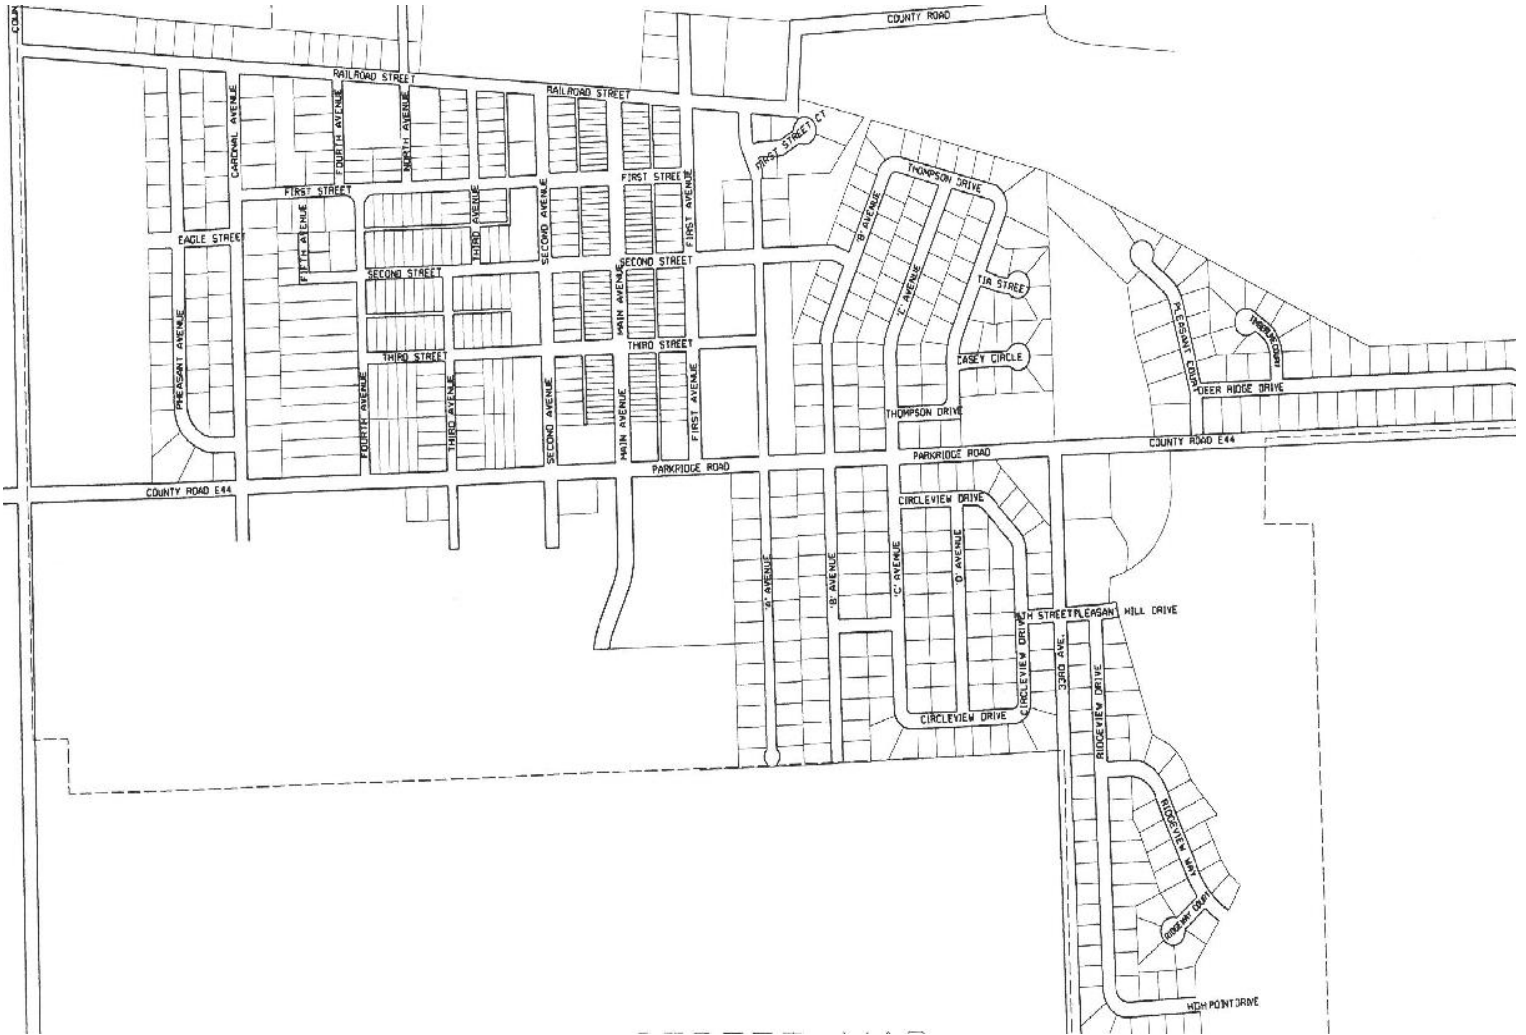 COUNTY ROAD
RAILROAD STREET
RAILROAD STREET
CARDINAL AVENUE
FOURTH AVENUE
NORTH AVENUE
FIRST STREET CT
THOMPSON DRIVE
FIRST STREET
FIRST STREET
'B' AVENUE
FIFTH AVENUE
THIRD AVENUE
SECOND AVENUE
FIRST AVENUE
EAGLE STREET
SECOND STREET
SECOND STREET
'C' AVENUE
TIA STREET
MAIN AVENUE
PHEASANT AVENUE
PLEASANT COURT
THIRD STREET
THIRD STREET
CASEY CIRCLE
DEER RIDGE DRIVE
FOURTH AVENUE
THIRD AVENUE
SECOND AVENUE
MAIN AVENUE
FIRST AVENUE
THOMPSON DRIVE
COUNTY ROAD E44
PARKRIDGE ROAD
PARKRIDGE ROAD
COUNTY ROAD E44
CIRCLEVIEW DRIVE
'A' AVENUE
'B' AVENUE
'C' AVENUE
'D' AVENUE
TH STREET
PLEASANT HILL DRIVE
CIRCLEVIEW DRIVE
33RD AVE.
RIDGEVIEW DRIVE
CIRCLEVIEW DRIVE
RIDGEVIEW WAY
RIDGEWAY COURT
HIGH POINT DRIVE